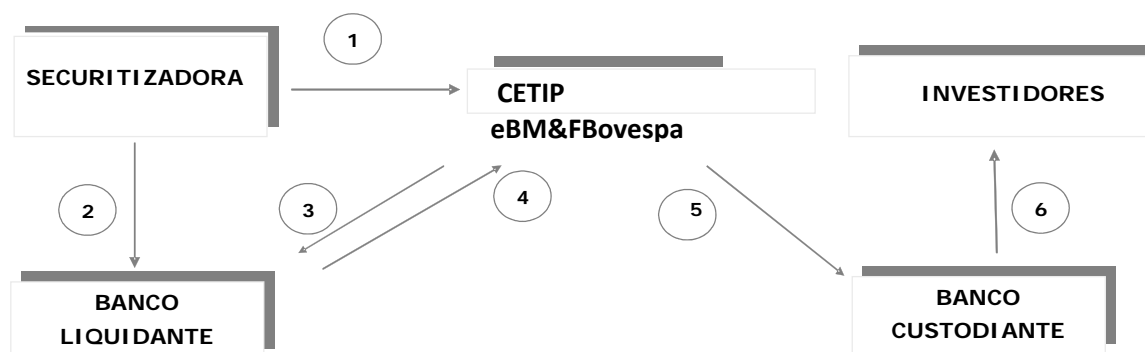 1
SECURITIZADORA
CETIP
eBM&FBovespa
INVESTIDORES
2
3
4
5
6
BANCO
LIQUIDANTE
BANCO
CUSTODIANTE